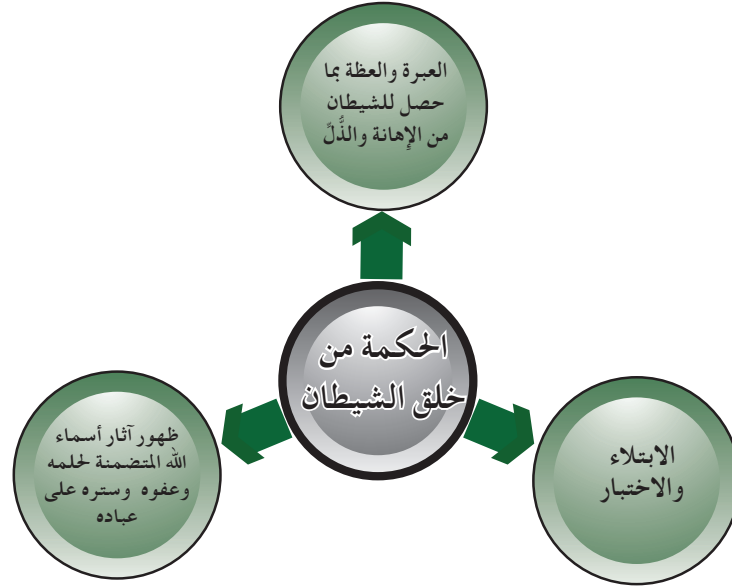 العبرة والعظة بما
حصل للشيطان
من الإهانة والذُّلِّ
الحكمة من
خلق الشيطان
الابتلاء
والاختبار
ظهور آثار أسماء
الله المتضمنة لحلمه
وعفوه وستره على
عباده